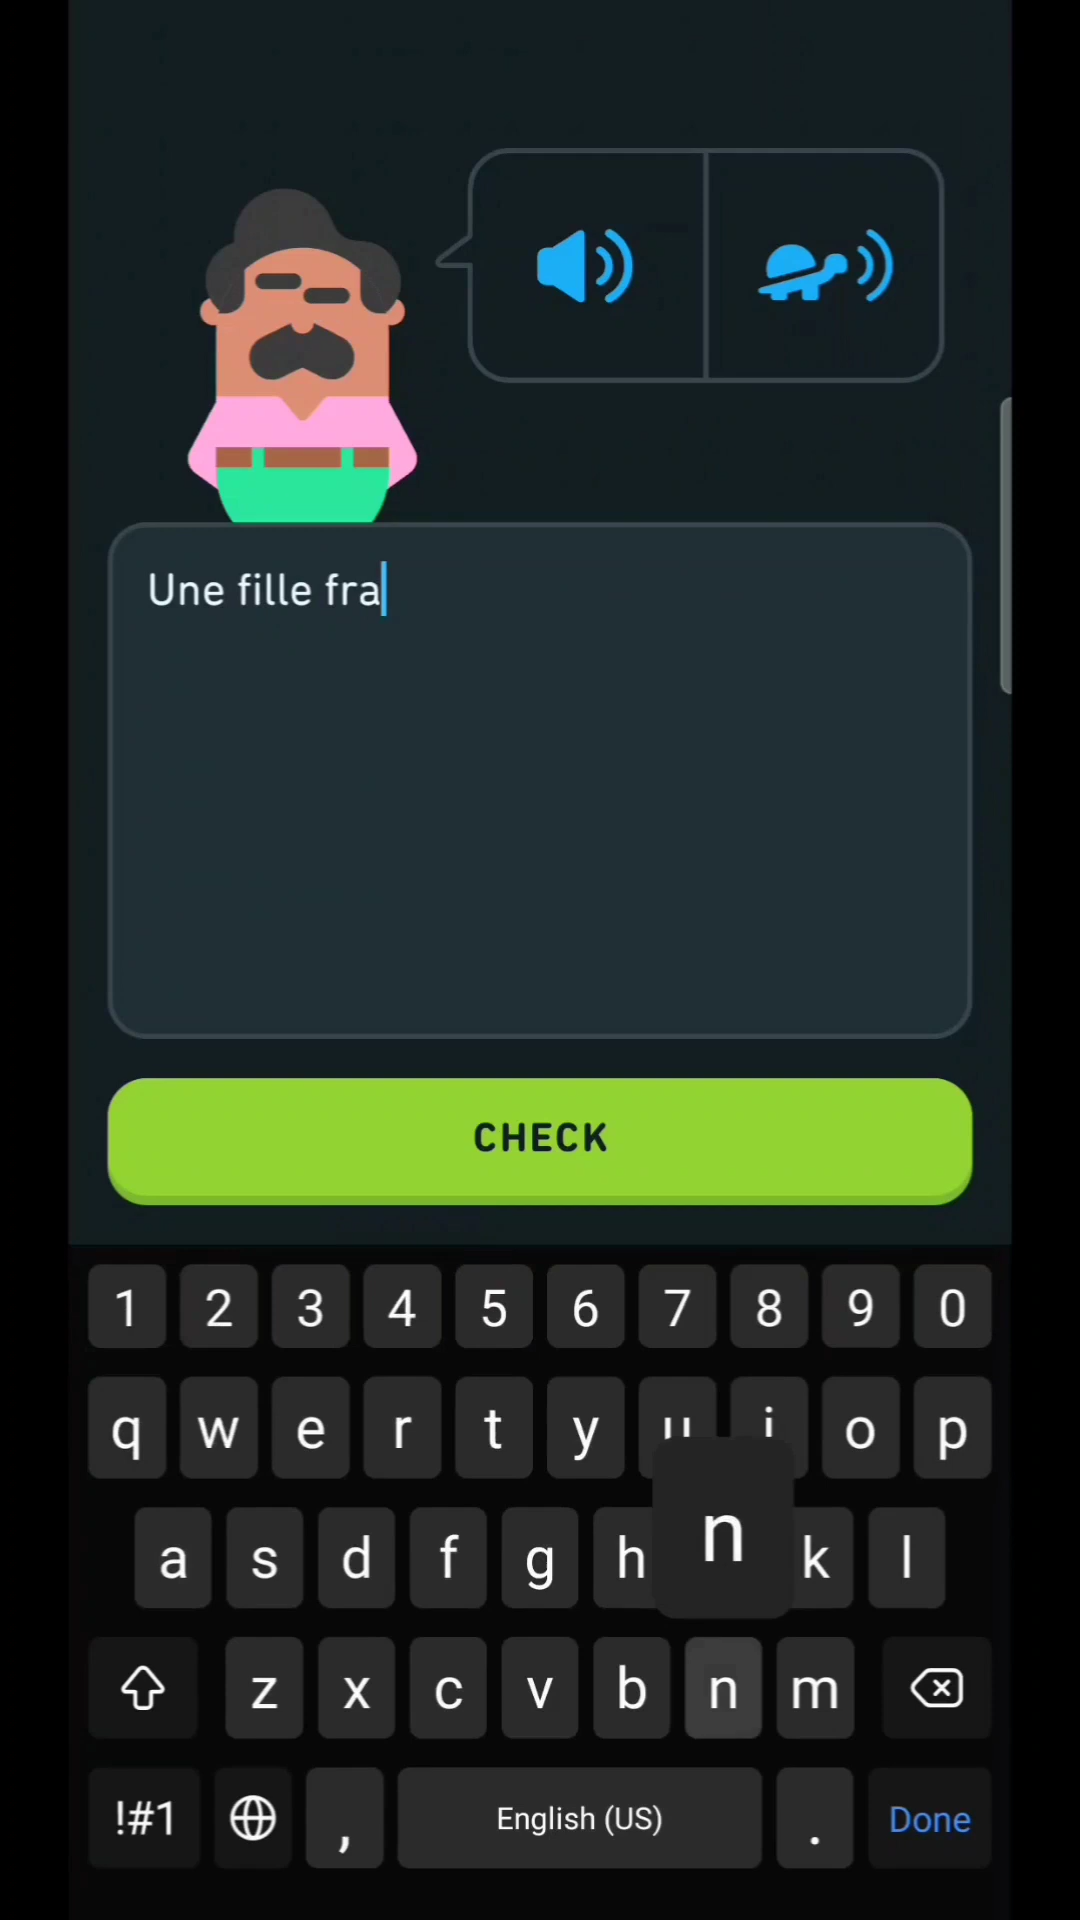 Une fille fra
CHECK
1 2 3 4 5 6 7 8 9 0
q w e r t y u i o p
a s d f g h n k l
z x c v b n m
!#1 , English (US) . Done